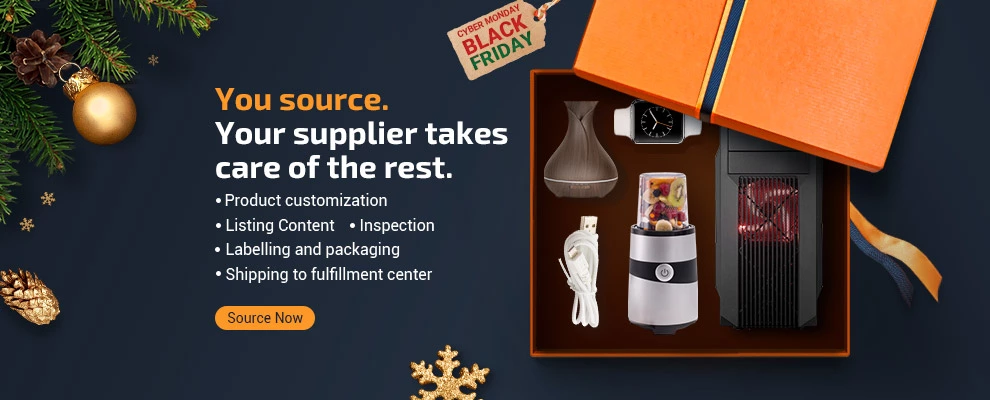 CYBER MONDAY
BLACK
FRIDAY
You source.
Your supplier takes
care of the rest.
• Product customization
• Listing Content • Inspection
• Labelling and packaging
• Shipping to fulfillment center
Source Now